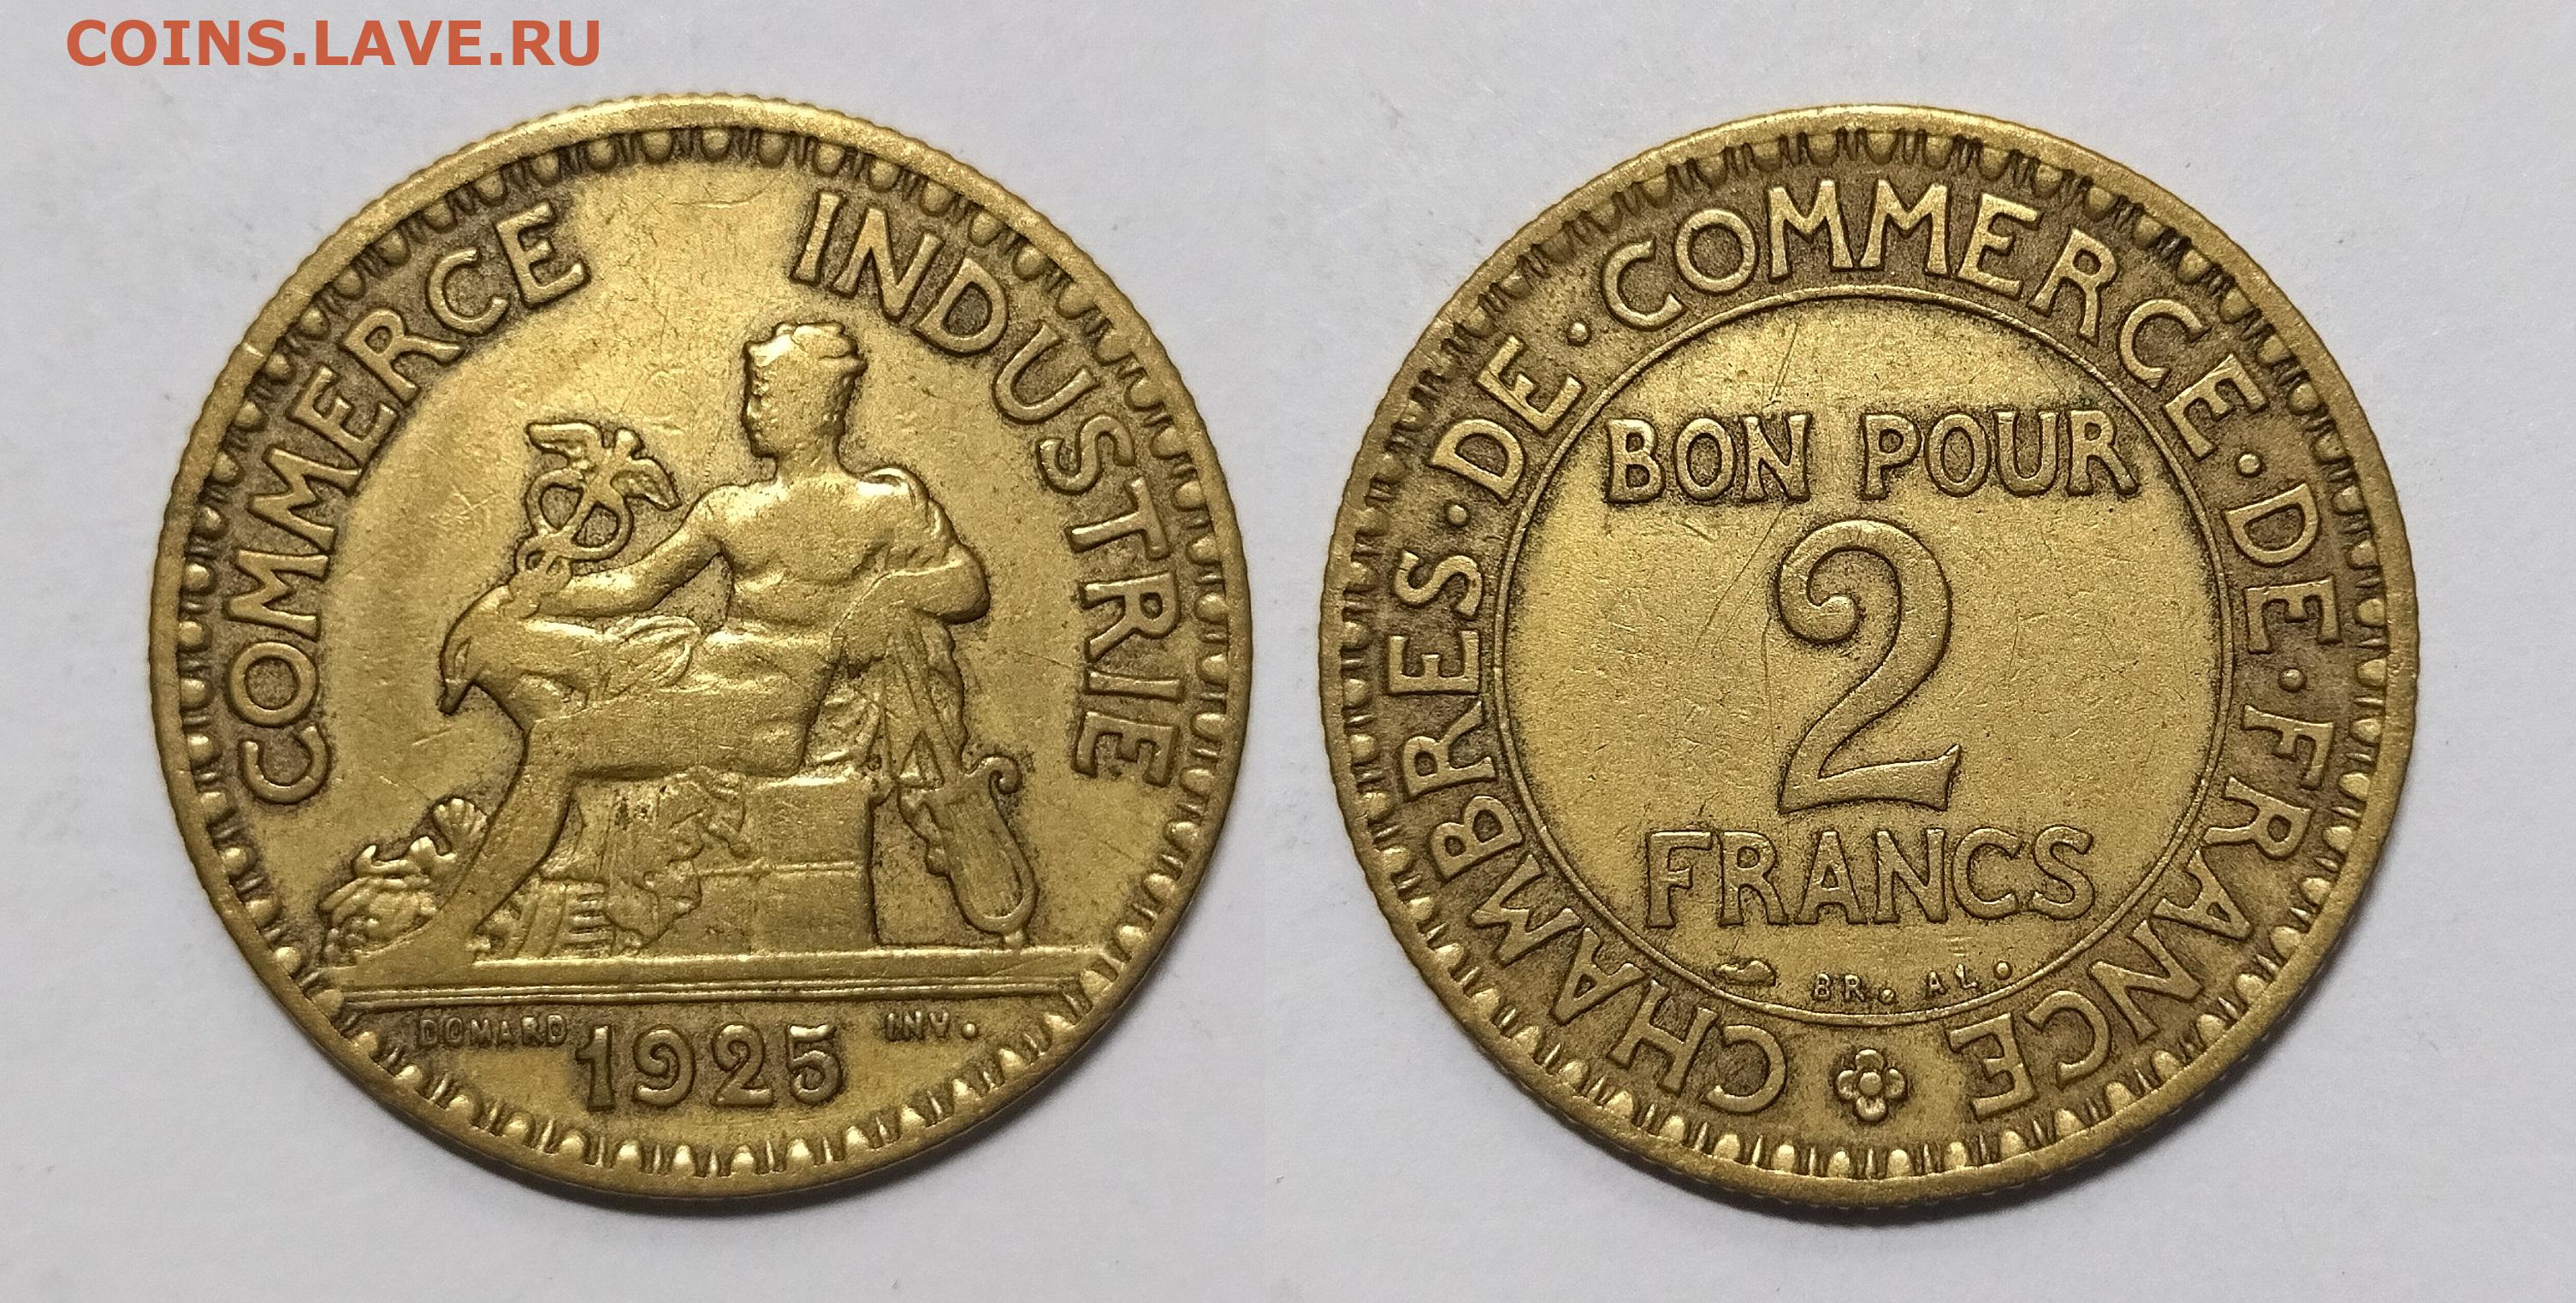 COINS.LAVE.RU
COMMERCE INDUSTRIE
DOMARD 1925 INV.
CHAMBRES·DE·COMMERCE·DE·FRANCE
BON POUR
2
FRANCS
BR. AL.